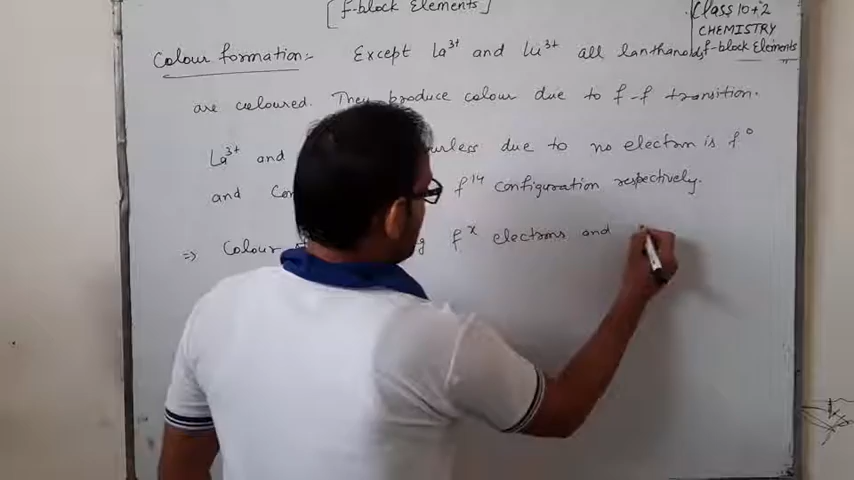 [f-block Elements]
Class 10+2
CHEMISTRY
f-BLOCK Elements
Colour formation :- Except La³⁺ and Lu³⁺ all lanthanoids
are coloured. They produce colour due to f-f transition.
La³⁺ and due to no electron is f⁰
and f¹⁴ configuration respectively.
⇒ Colour fˣ electrons and